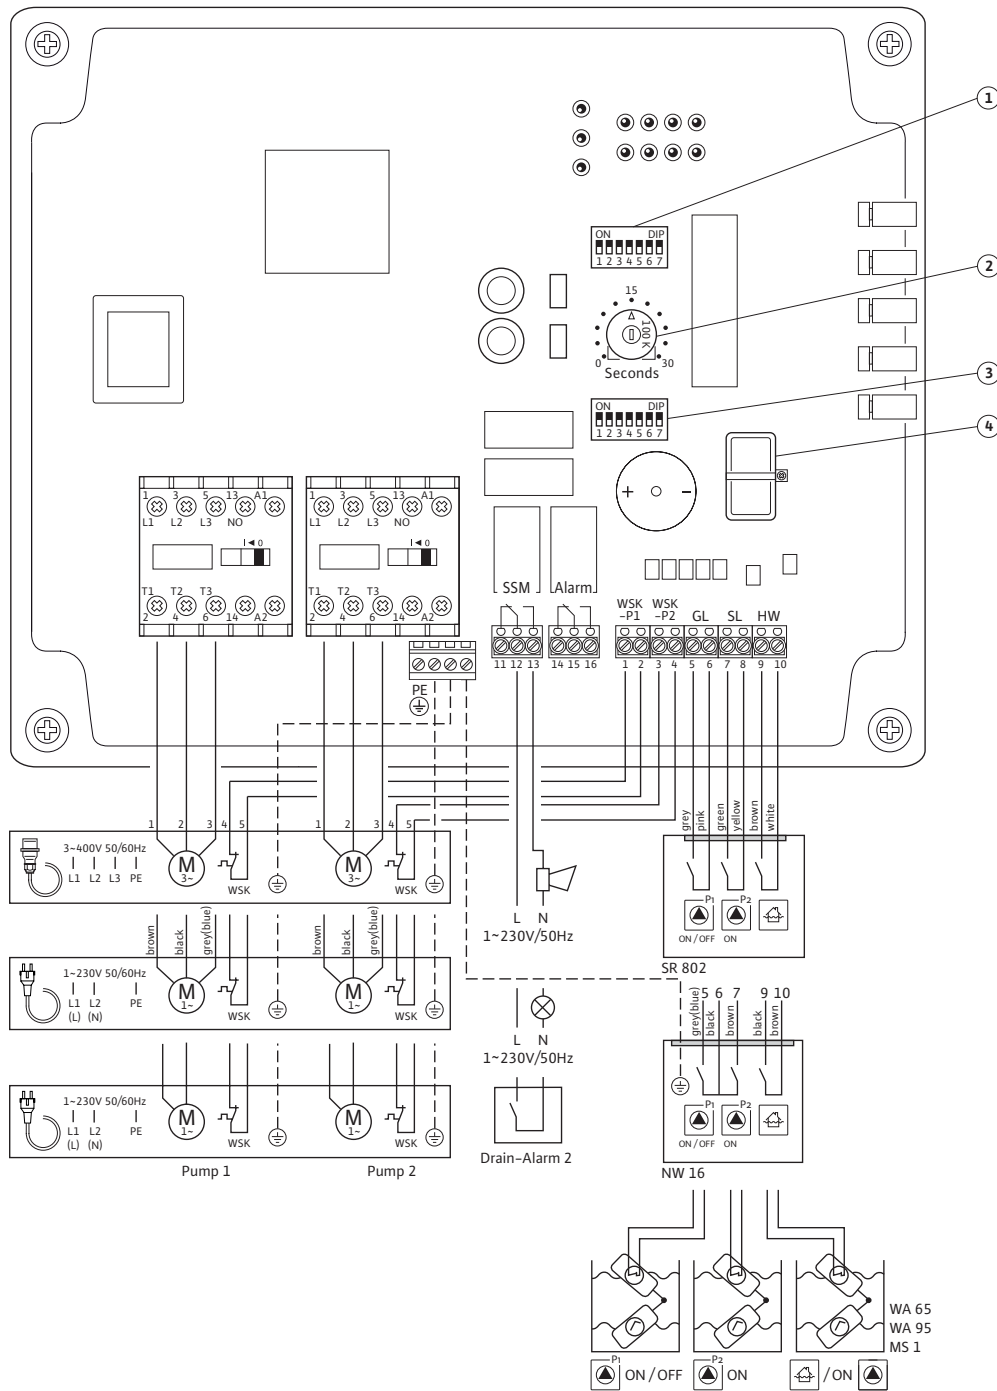 1
ON DIP
1 2 3 4 5 6 7
2
15
100 K
0 30
Seconds
3
ON DIP
1 2 3 4 5 6 7
4
+ -
1 3 5 13 A1
L1 L2 L3 NO
I ◄ 0
T1 T2 T3
2 4 6 14 A2
1 3 5 13 A1
L1 L2 L3 NO
I ◄ 0
T1 T2 T3
2 4 6 14 A2
PE
SSM
11 12 13
Alarm
14 15 16
WSK
-P1
WSK
-P2
GL SL HW
1 2 3 4 5 6 7 8 9 10
1 2 3 4 5
1 2 3 4 5
3~400V 50/60Hz
L1 L2 L3 PE
M
3~
WSK
M
3~
WSK
brown
black
grey(blue)
brown
black
grey(blue)
1~230V 50/60Hz
L1 L2 PE
(L) (N)
M
1~
WSK
M
1~
WSK
1~230V 50/60Hz
L1 L2 PE
(L) (N)
M
1~
WSK
M
1~
WSK
Pump 1
Pump 2
L N
1~230V/50Hz
L N
1~230V/50Hz
Drain-Alarm 2
grey
pink
green
yellow
brown
white
P1
P2
ON/OFF ON
SR 802
5 6 7 9 10
grey(blue)
black
brown
black
brown
P1
P2
ON/OFF ON
NW 16
WA 65
WA 95
MS 1
P1
ON/OFF
P2
ON
/ON